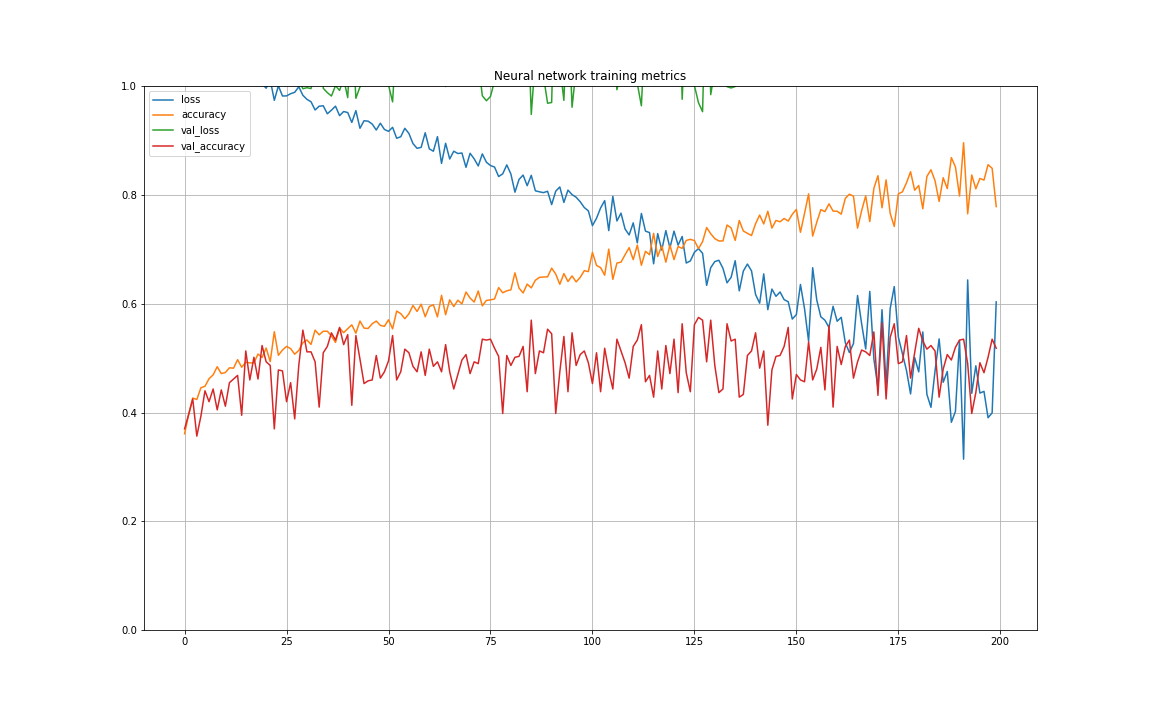 Neural network training metrics
1.0
loss
accuracy
val_loss
val_accuracy
0.8
0.6
0.4
0.2
0.0
0 25 50 75 100 125 150 175 200